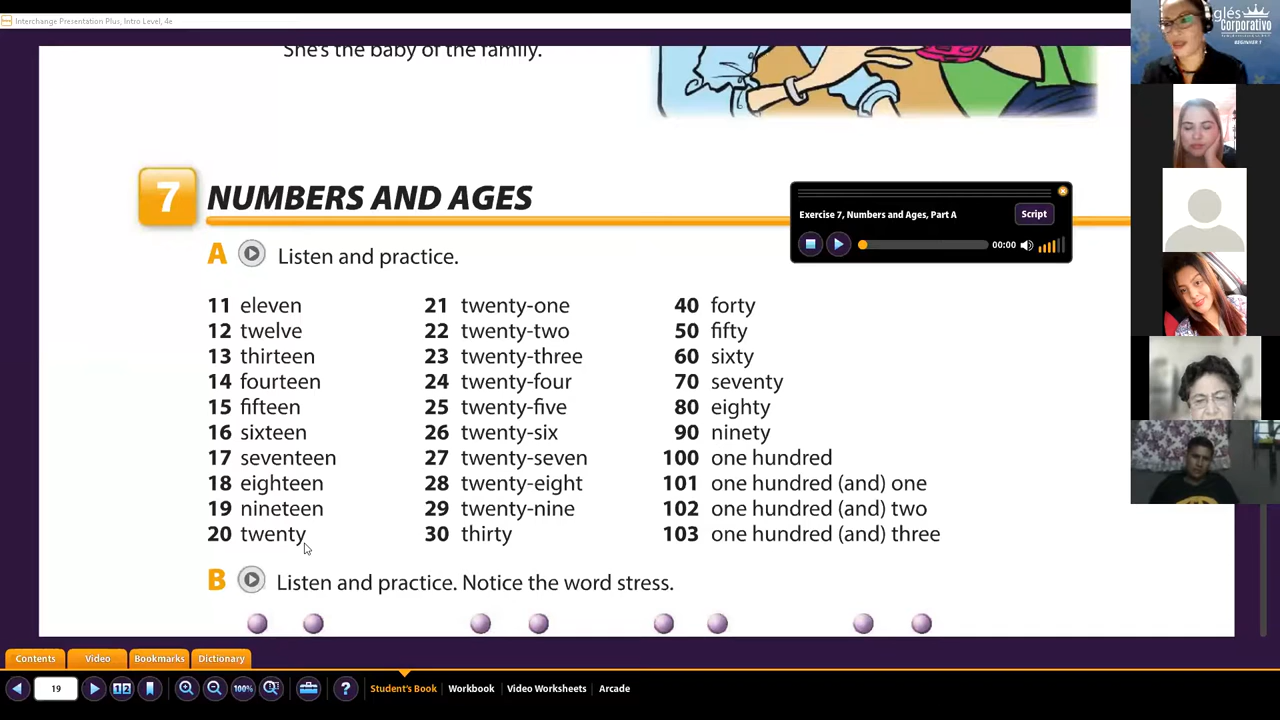 Interchange Presentation Plus, Intro Level, 4e
glés
Corporativo
BEGINNER 1
She's the baby of the family.
7 NUMBERS AND AGES
Exercise 7, Numbers and Ages, Part A
Script
00:00
A Listen and practice.
11 eleven 21 twenty-one 40 forty
12 twelve 22 twenty-two 50 fifty
13 thirteen 23 twenty-three 60 sixty
14 fourteen 24 twenty-four 70 seventy
15 fifteen 25 twenty-five 80 eighty
16 sixteen 26 twenty-six 90 ninety
17 seventeen 27 twenty-seven 100 one hundred
18 eighteen 28 twenty-eight 101 one hundred (and) one
19 nineteen 29 twenty-nine 102 one hundred (and) two
20 twenty 30 thirty 103 one hundred (and) three
B Listen and practice. Notice the word stress.
Contents Video Bookmarks Dictionary
19 1 2 100% ? Student's Book Workbook Video Worksheets Arcade